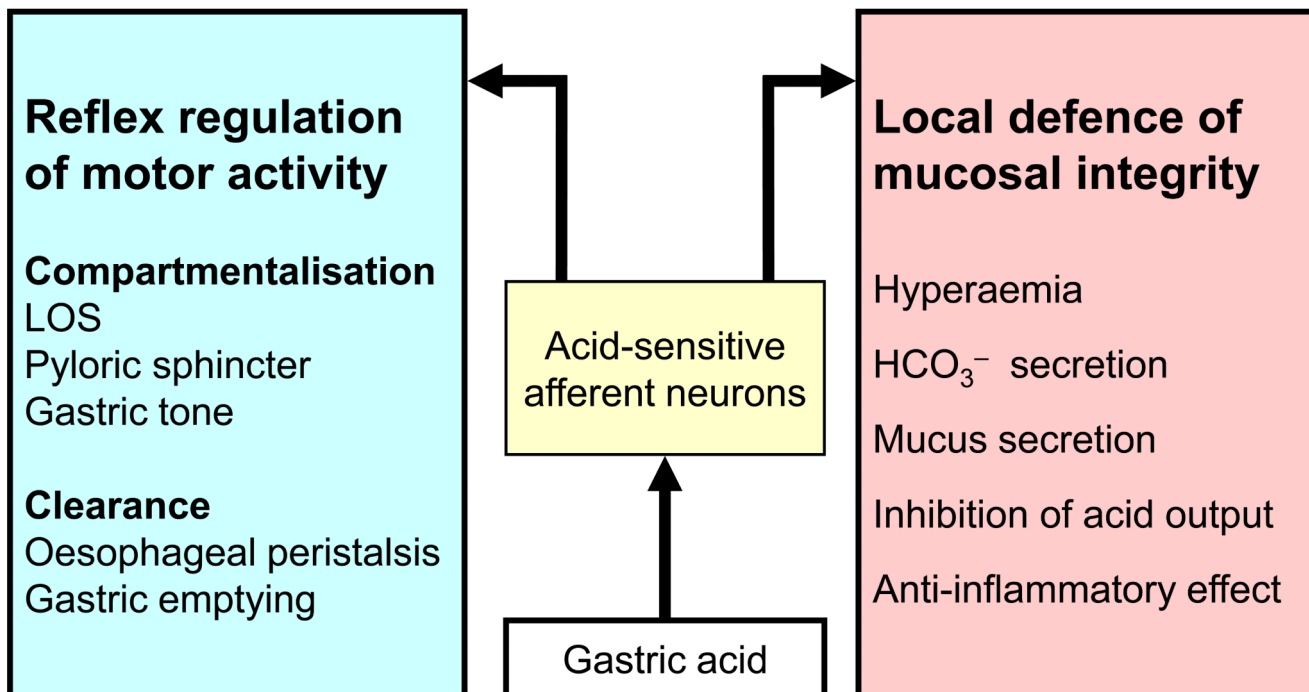 Reflex regulation
of motor activity
Compartmentalisation
LOS
Pyloric sphincter
Gastric tone
Clearance
Oesophageal peristalsis
Gastric emptying
Acid-sensitive
afferent neurons
Gastric acid
Local defence of
mucosal integrity
Hyperaemia
HCO₃⁻ secretion
Mucus secretion
Inhibition of acid output
Anti-inflammatory effect